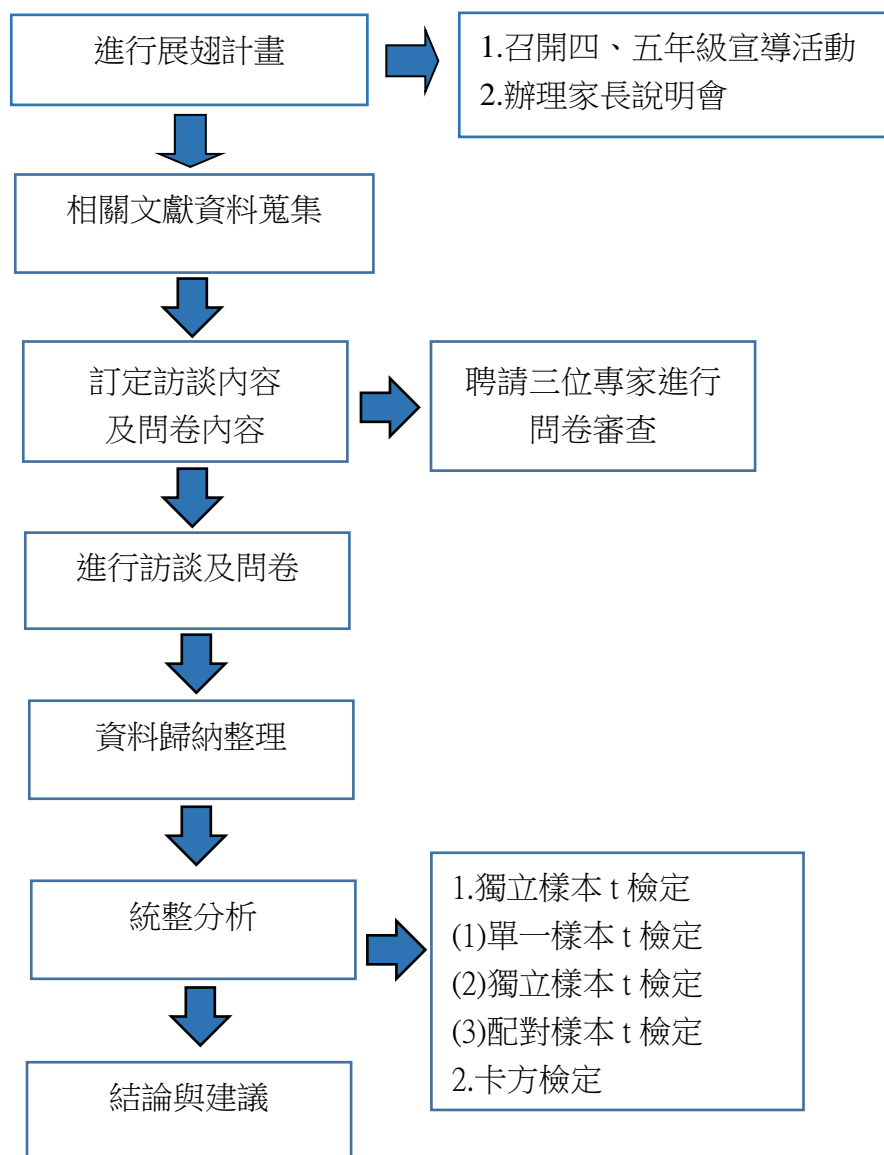 進行展翅計畫
1.召開四、五年級宣導活動
2.辦理家長說明會
相關文獻資料蒐集
訂定訪談內容
及問卷內容
聘請三位專家進行
問卷審查
進行訪談及問卷
資料歸納整理
統整分析
1.獨立樣本 t 檢定
(1)單一樣本 t 檢定
(2)獨立樣本 t 檢定
(3)配對樣本 t 檢定
2.卡方檢定
結論與建議